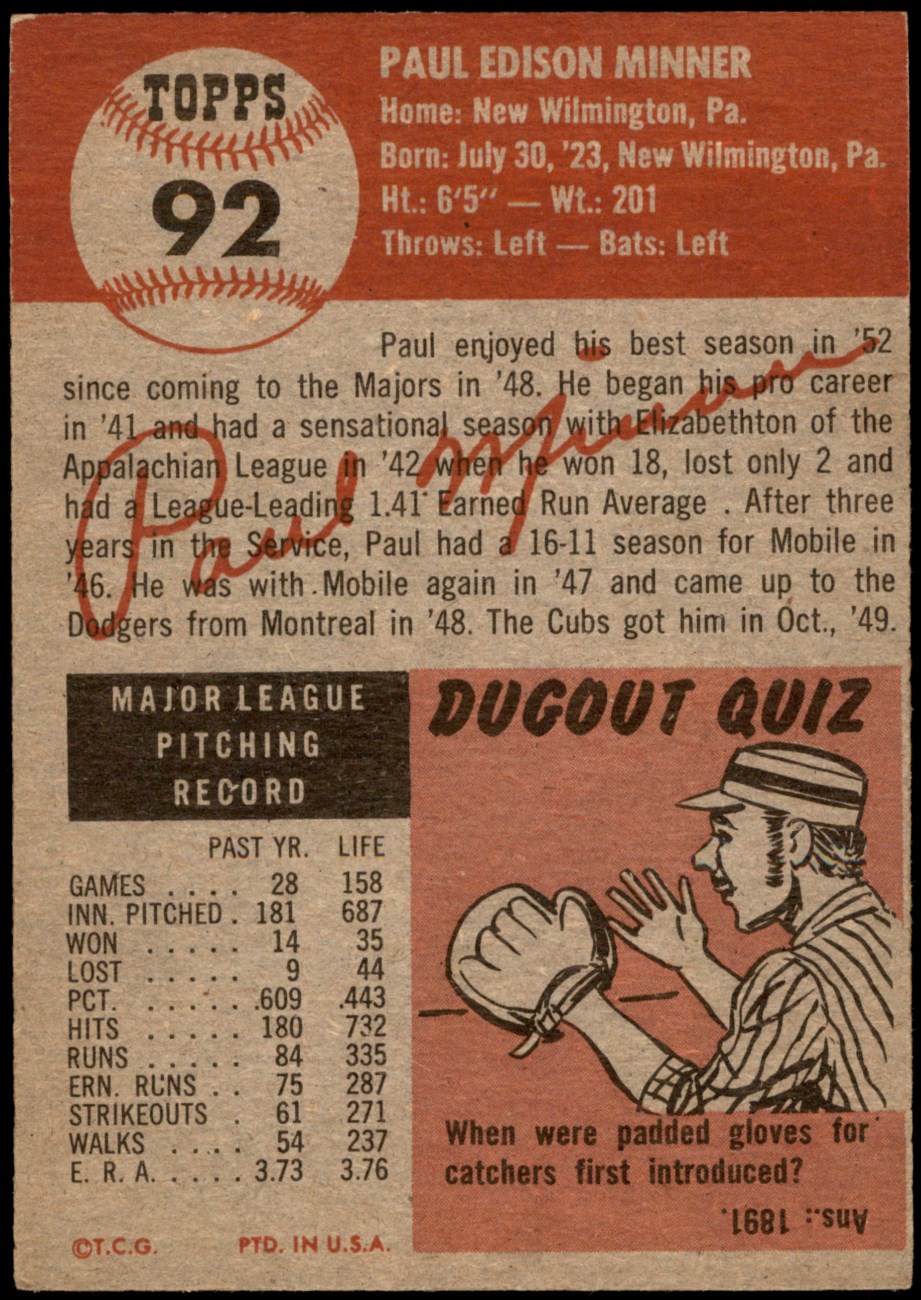 TOPPS
92
PAUL EDISON MINNER
Home: New Wilmington, Pa.
Born: July 30, '23, New Wilmington, Pa.
Ht.: 6'5" — Wt.: 201
Throws: Left — Bats: Left
Paul enjoyed his best season in '52
since coming to the Majors in '48. He began his pro career
in '41 and had a sensational season with Elizabethton of the
Appalachian League in '42 when he won 18, lost only 2 and
had a League-Leading 1.41 Earned Run Average . After three
years in the Service, Paul had a 16-11 season for Mobile in
'46. He was with Mobile again in '47 and came up to the
Dodgers from Montreal in '48. The Cubs got him in Oct., '49.
Paul Minner
MAJOR LEAGUE
PITCHING
RECORD
PAST YR. LIFE
GAMES . . . . 28 158
INN. PITCHED . 181 687
WON . . . . . 14 35
LOST . . . . . 9 44
PCT. . . . . . .609 .443
HITS . . . . . 180 732
RUNS . . . . . 84 335
ERN. RUNS . . 75 287
STRIKEOUTS . 61 271
WALKS . . . . 54 237
E. R. A. . . . . 3.73 3.76
©T.C.G. PTD. IN U.S.A.
DUGOUT QUIZ
When were padded gloves for
catchers first introduced?
Ans.: 1891.